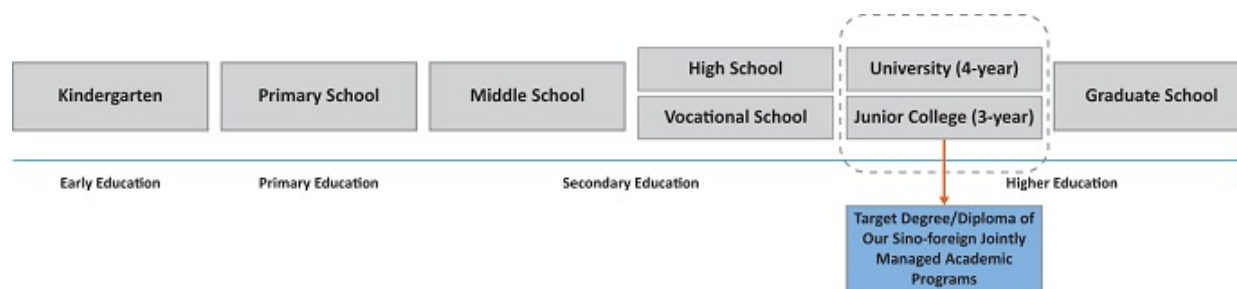 Kindergarten
Primary School
Middle School
High School
Vocational School
University (4-year)
Junior College (3-year)
Graduate School
Early Education
Primary Education
Secondary Education
Higher Education
Target Degree/Diploma of
Our Sino-foreign Jointly
Managed Academic
Programs